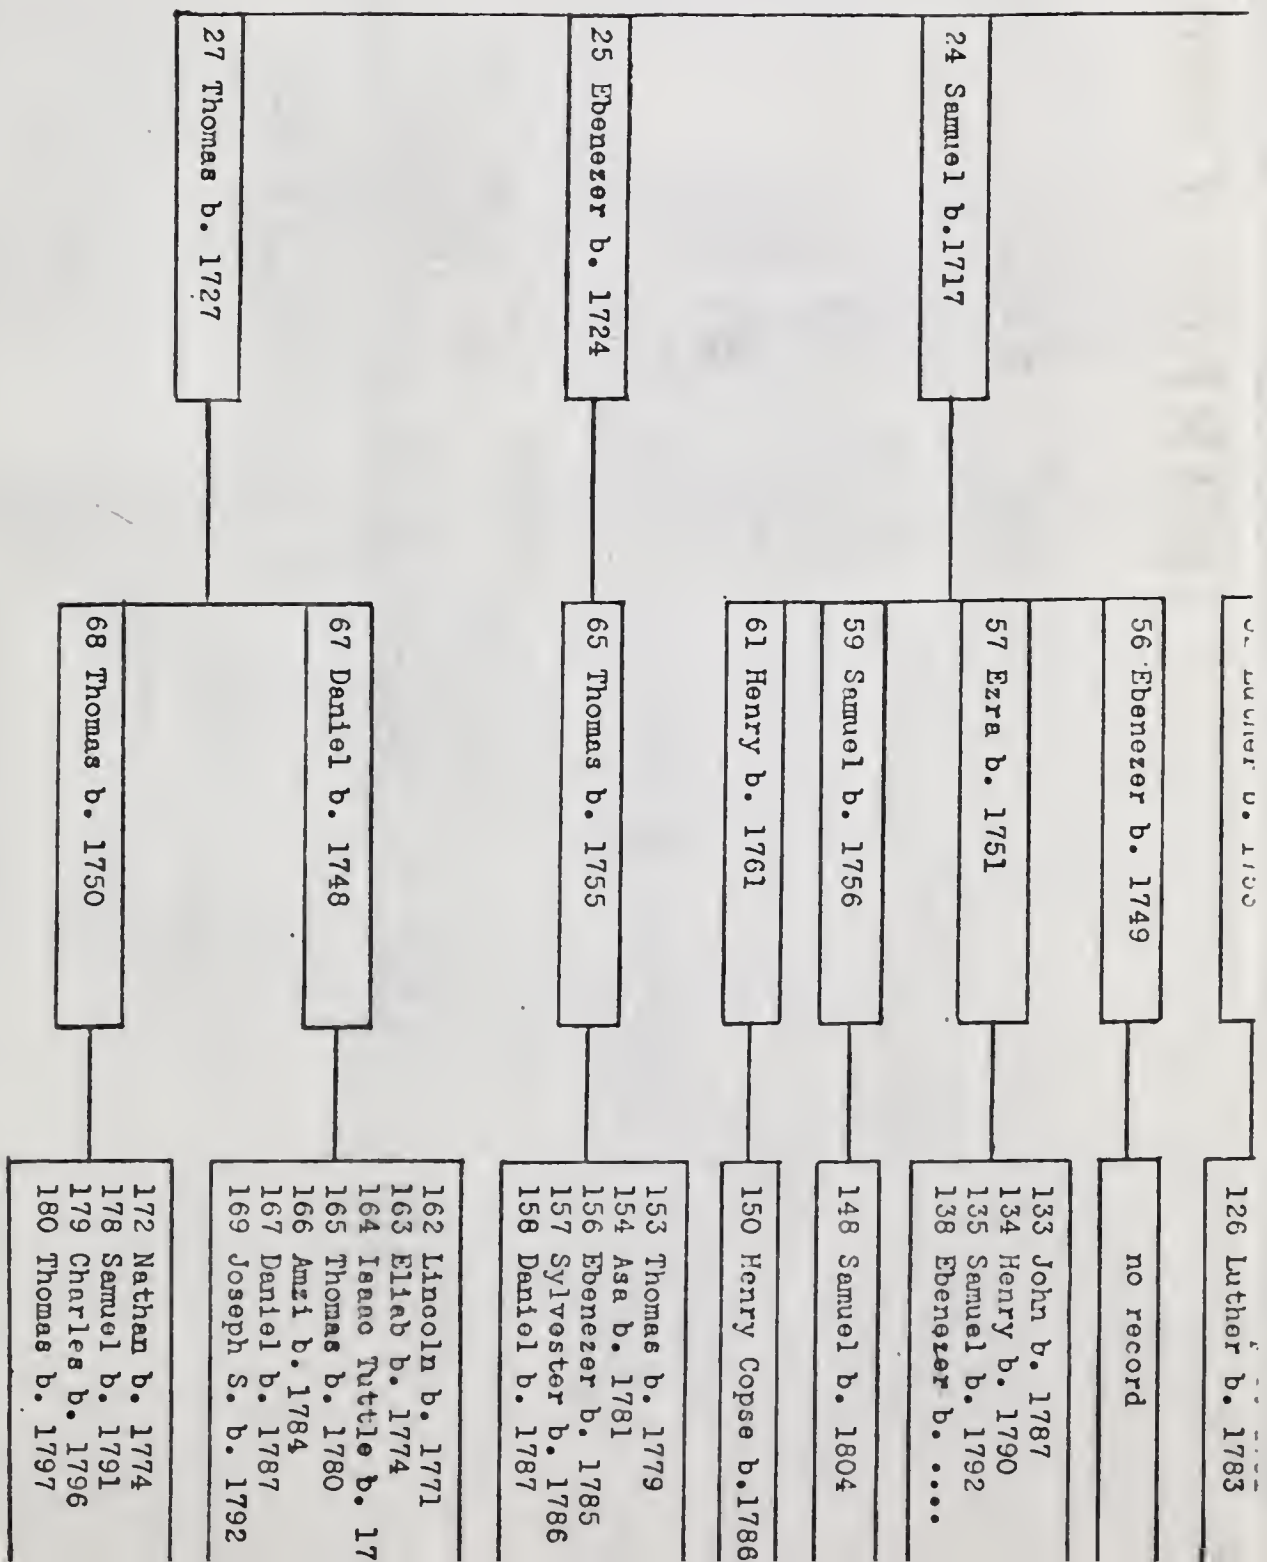 24 Samuel b.1717
25 Ebenezer b. 1724
27 Thomas b. 1727
Luther b.
56 Ebenezer b. 1749
57 Ezra b. 1751
59 Samuel b. 1756
61 Henry b. 1761
65 Thomas b. 1755
67 Daniel b. 1748
68 Thomas b. 1750
126 Luther b. 1783
no record
133 John b. 1787
134 Henry b. 1790
135 Samuel b. 1792
138 Ebenezer b. ....
148 Samuel b. 1804
150 Henry Copse b.1786
153 Thomas b. 1779
154 Asa b. 1781
156 Ebenezer b. 1785
157 Sylvester b. 1786
158 Daniel b. 1787
162 Lincoln b. 1771
163 Eliab b. 1774
164 Isaac Tuttle b. 17
165 Thomas b. 1780
166 Amzi b. 1784
167 Daniel b. 1787
169 Joseph S. b. 1792
172 Nathan b. 1774
178 Samuel b. 1791
179 Charles b. 1796
180 Thomas b. 1797